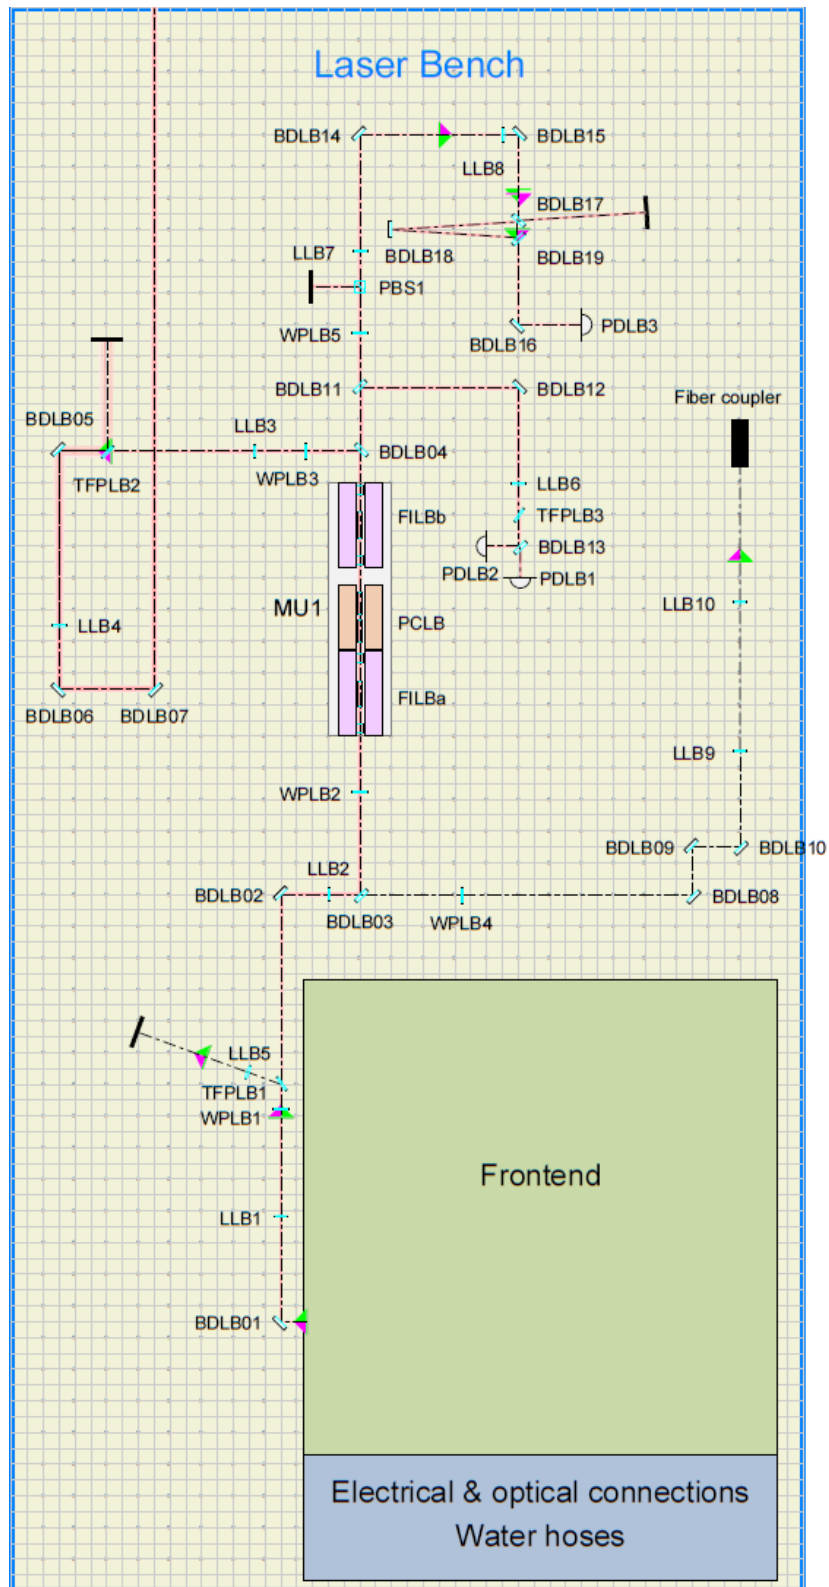 Laser Bench
BDLB14
BDLB15
LLB8
BDLB17
LLB7
BDLB18
BDLB19
PBS1
PDLB3
WPLB5
BDLB16
BDLB11
BDLB12
Fiber coupler
BDLB05
LLB3
BDLB04
WPLB3
TFPLB2
LLB6
FILBb
TFPLB3
BDLB13
PDLB2
PDLB1
MU1
LLB10
PCLB
LLB4
FILBa
BDLB06
BDLB07
LLB9
WPLB2
BDLB09
BDLB10
LLB2
BDLB02
BDLB08
BDLB03
WPLB4
LLB5
TFPLB1
WPLB1
Frontend
LLB1
BDLB01
Electrical & optical connections
Water hoses